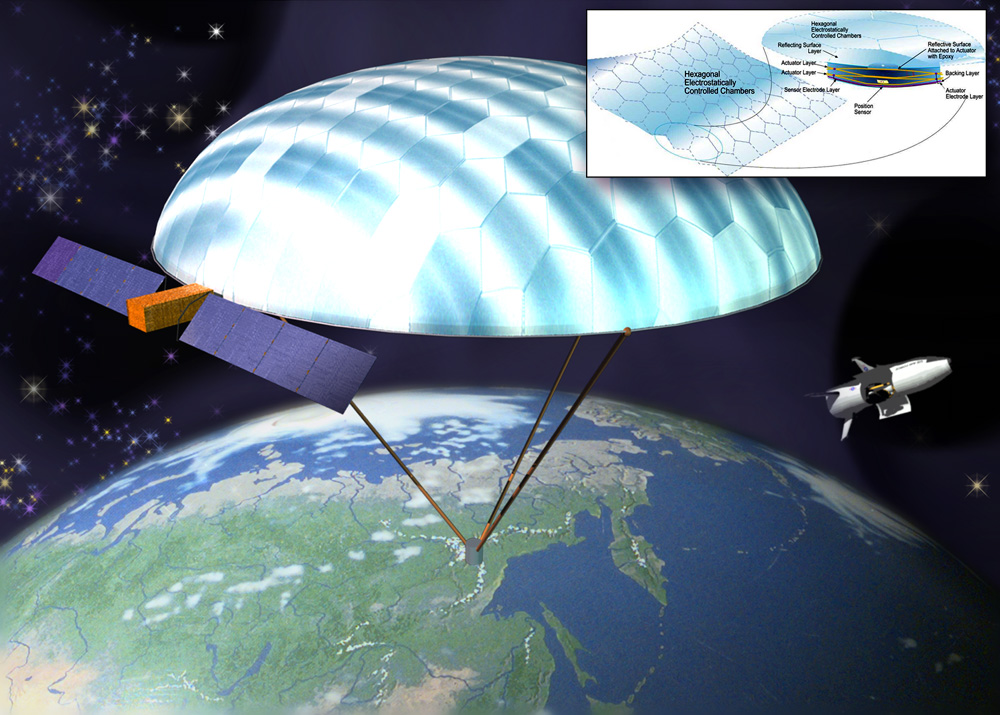 Hexagonal
Electrostatically
Controlled Chambers
Hexagonal
Electrostatically
Controlled Chambers
Reflecting Surface
Layer
Actuator Layer
Actuator Layer
Sensor Electrode Layer
Position
Sensor
Reflective Surface
Attached to Actuator
with Epoxy
Backing Layer
Actuator
Electrode Layer